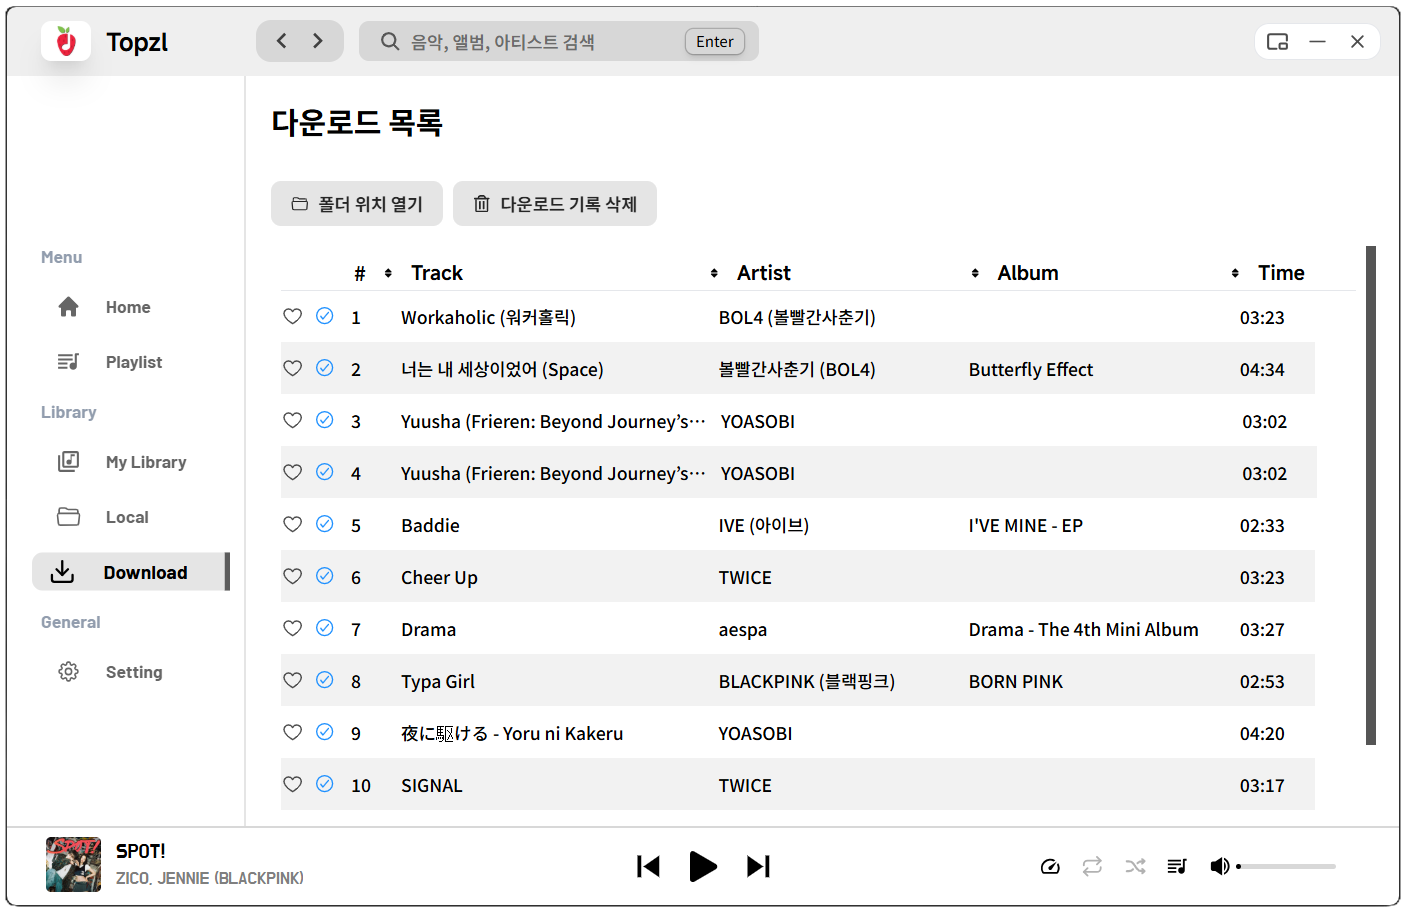 Topzl
음악, 앨범, 아티스트 검색 Enter
다운로드 목록
폴더 위치 열기 다운로드 기록 삭제
Menu
Home
Playlist
Library
My Library
Local
Download
General
Setting
# Track Artist Album Time
1 Workaholic (워커홀릭) BOL4 (볼빨간사춘기) 03:23
2 너는 내 세상이었어 (Space) 볼빨간사춘기 (BOL4) Butterfly Effect 04:34
3 Yuusha (Frieren: Beyond Journey’s… YOASOBI 03:02
4 Yuusha (Frieren: Beyond Journey’s… YOASOBI 03:02
5 Baddie IVE (아이브) I'VE MINE - EP 02:33
6 Cheer Up TWICE 03:23
7 Drama aespa Drama - The 4th Mini Album 03:27
8 Typa Girl BLACKPINK (블랙핑크) BORN PINK 02:53
9 夜に駆ける - Yoru ni Kakeru YOASOBI 04:20
10 SIGNAL TWICE 03:17
SPOT!
ZICO, JENNIE (BLACKPINK)